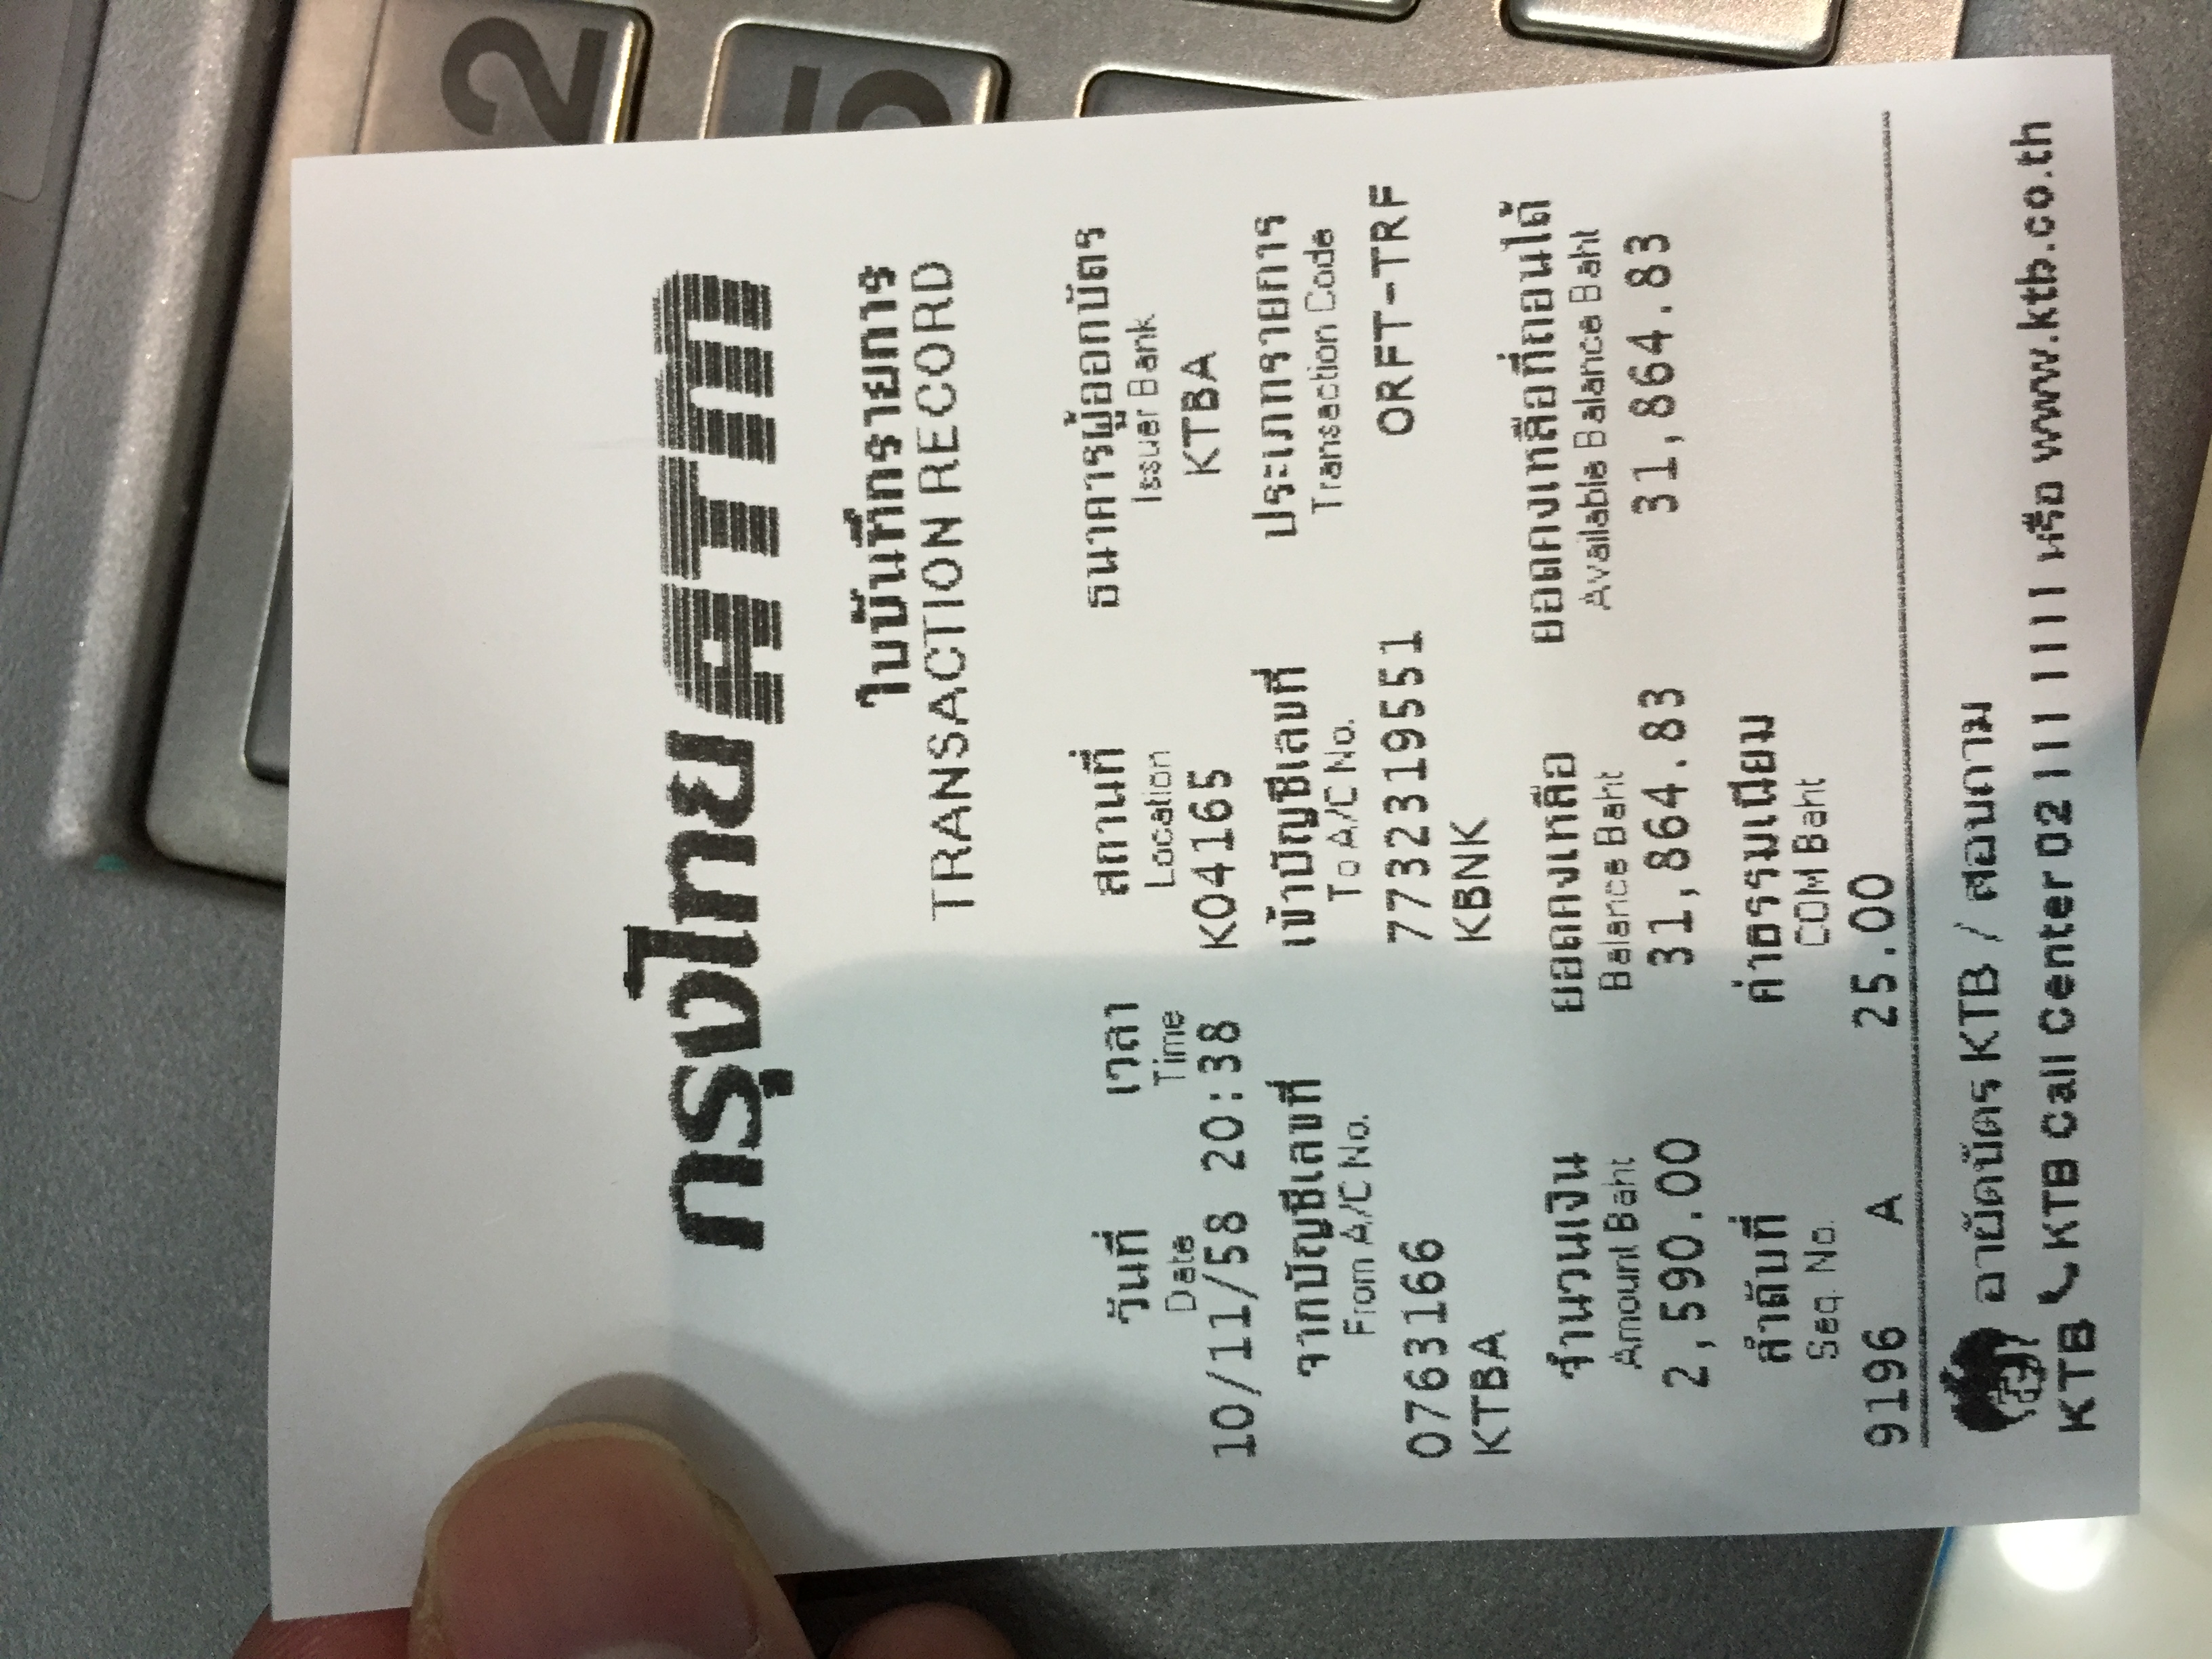 2
5
กรุงไทย ATM
ใบบันทึกรายการ
TRANSACTION RECORD
วันที่ เวลา สถานที่ ธนาคารผู้ออกบัตร
Date Time Location Issuer Bank
10/11/58 20:38 K04165 KTBA
จากบัญชีเลขที่ เข้าบัญชีเลขที่ ประเภทรายการ
From A/C No. To A/C No. Transaction Code
0763166 7732319551 ORFT-TRF
KTBA KBNK
จำนวนเงิน ยอดคงเหลือ ยอดคงเหลือที่ถอนได้
Amount Baht Balance Baht Available Balance Baht
2,590.00 31,864.83 31,864.83
ลำดับที่ ค่าธรรมเนียม
Seq. No. COM Baht
9196 A 25.00
อายัดบัตร KTB / สอบถาม
KTB KTB Call Center 02 111 1111 หรือ www.ktb.co.th